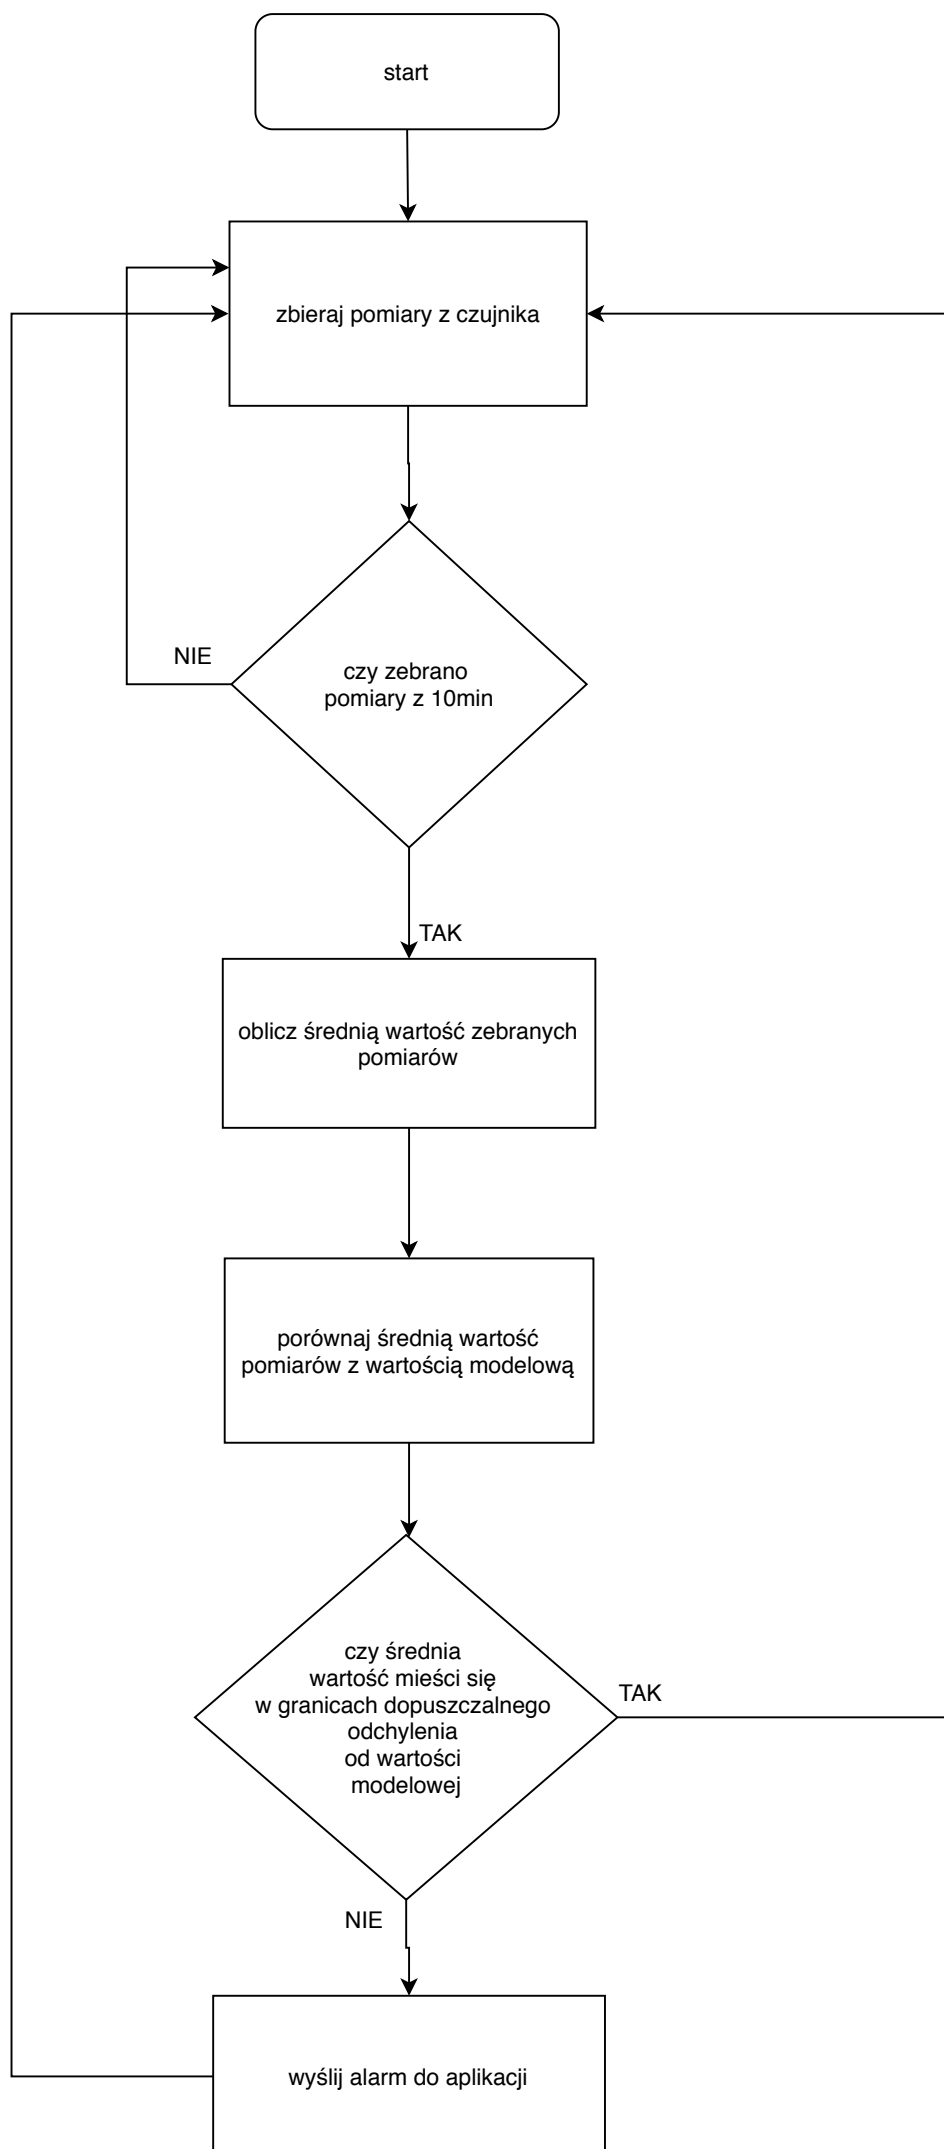 start
zbieraj pomiary z czujnika
NIE
czy zebrano
pomiary z 10min
TAK
oblicz średnią wartość zebranych
pomiarów
porównaj średnią wartość
pomiarów z wartością modelową
czy średnia
wartość mieści się
w granicach dopuszczalnego
odchylenia
od wartości
modelowej
TAK
NIE
wyślij alarm do aplikacji